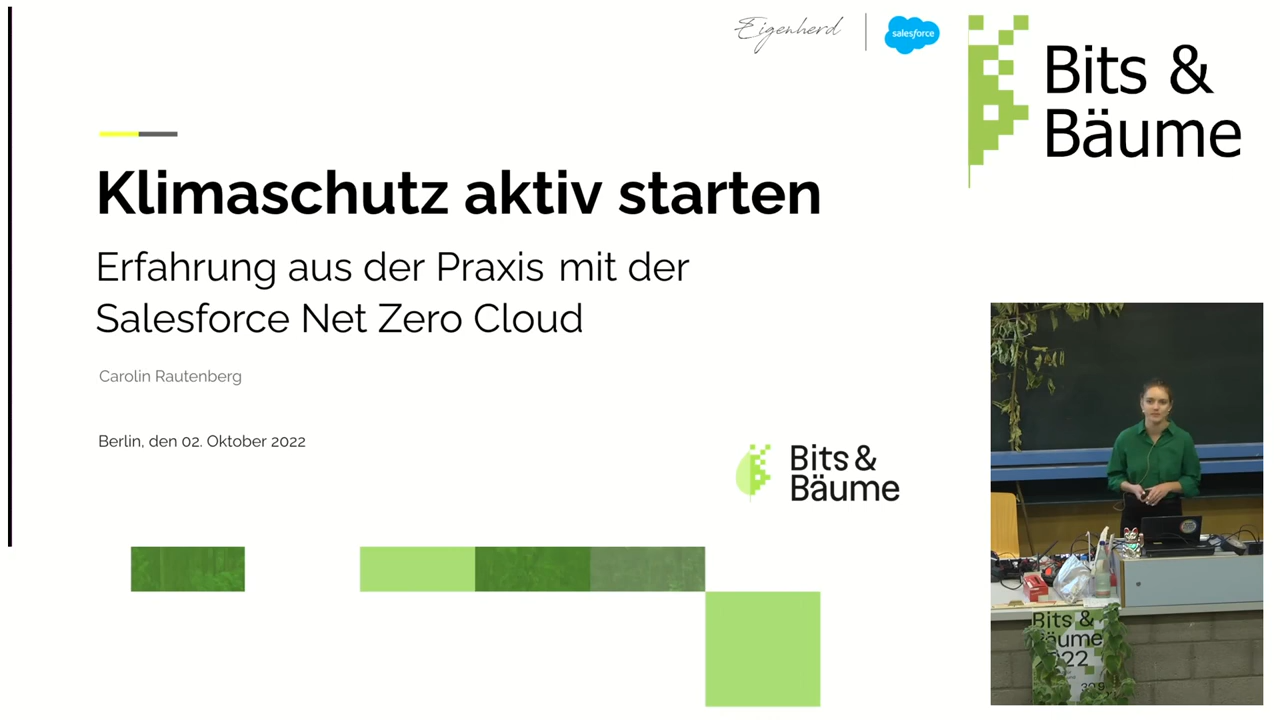 Eigenherd
salesforce
Bits &
Bäume
Klimaschutz aktiv starten
Erfahrung aus der Praxis mit der
Salesforce Net Zero Cloud
Carolin Rautenberg
Berlin, den 02. Oktober 2022
Bits &
Bäume
Bits &
Bäume